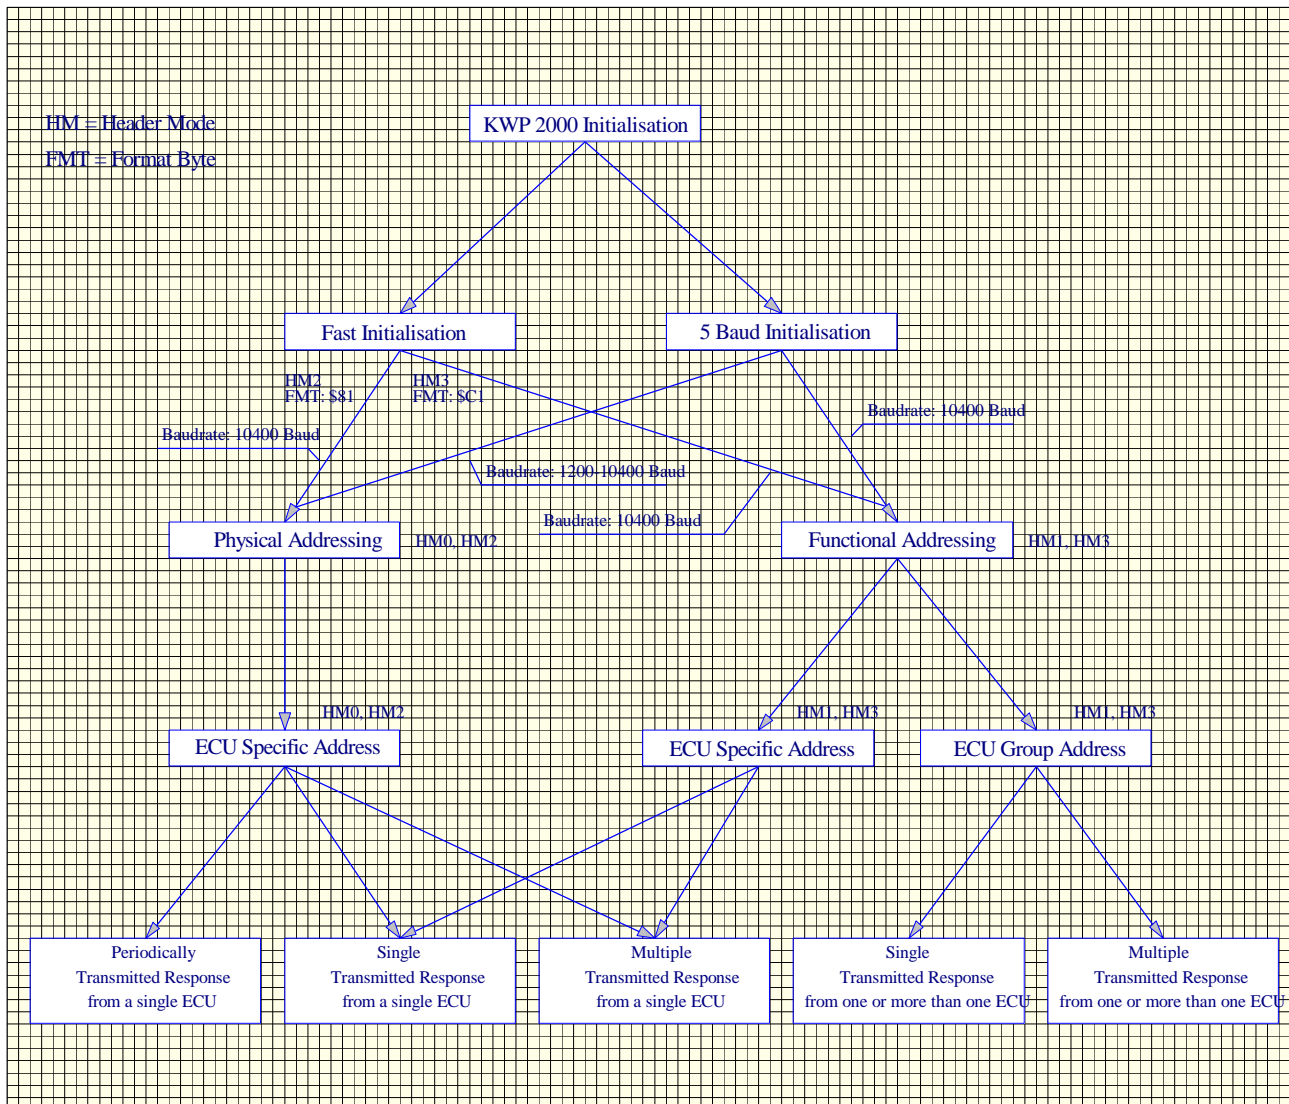 HM = Header Mode
FMT = Format Byte
KWP 2000 Initialisation
Fast Initialisation
5 Baud Initialisation
HM2
FMT: $81
HM3
FMT: $C1
Baudrate: 10400 Baud
Baudrate: 10400 Baud
Baudrate: 1200-10400 Baud
Baudrate: 10400 Baud
Physical Addressing
HM0, HM2
Functional Addressing
HM1, HM3
HM0, HM2
ECU Specific Address
HM1, HM3
ECU Specific Address
HM1, HM3
ECU Group Address
Periodically
Transmitted Response
from a single ECU
Single
Transmitted Response
from a single ECU
Multiple
Transmitted Response
from a single ECU
Single
Transmitted Response
from one or more than one ECU
Multiple
Transmitted Response
from one or more than one ECU